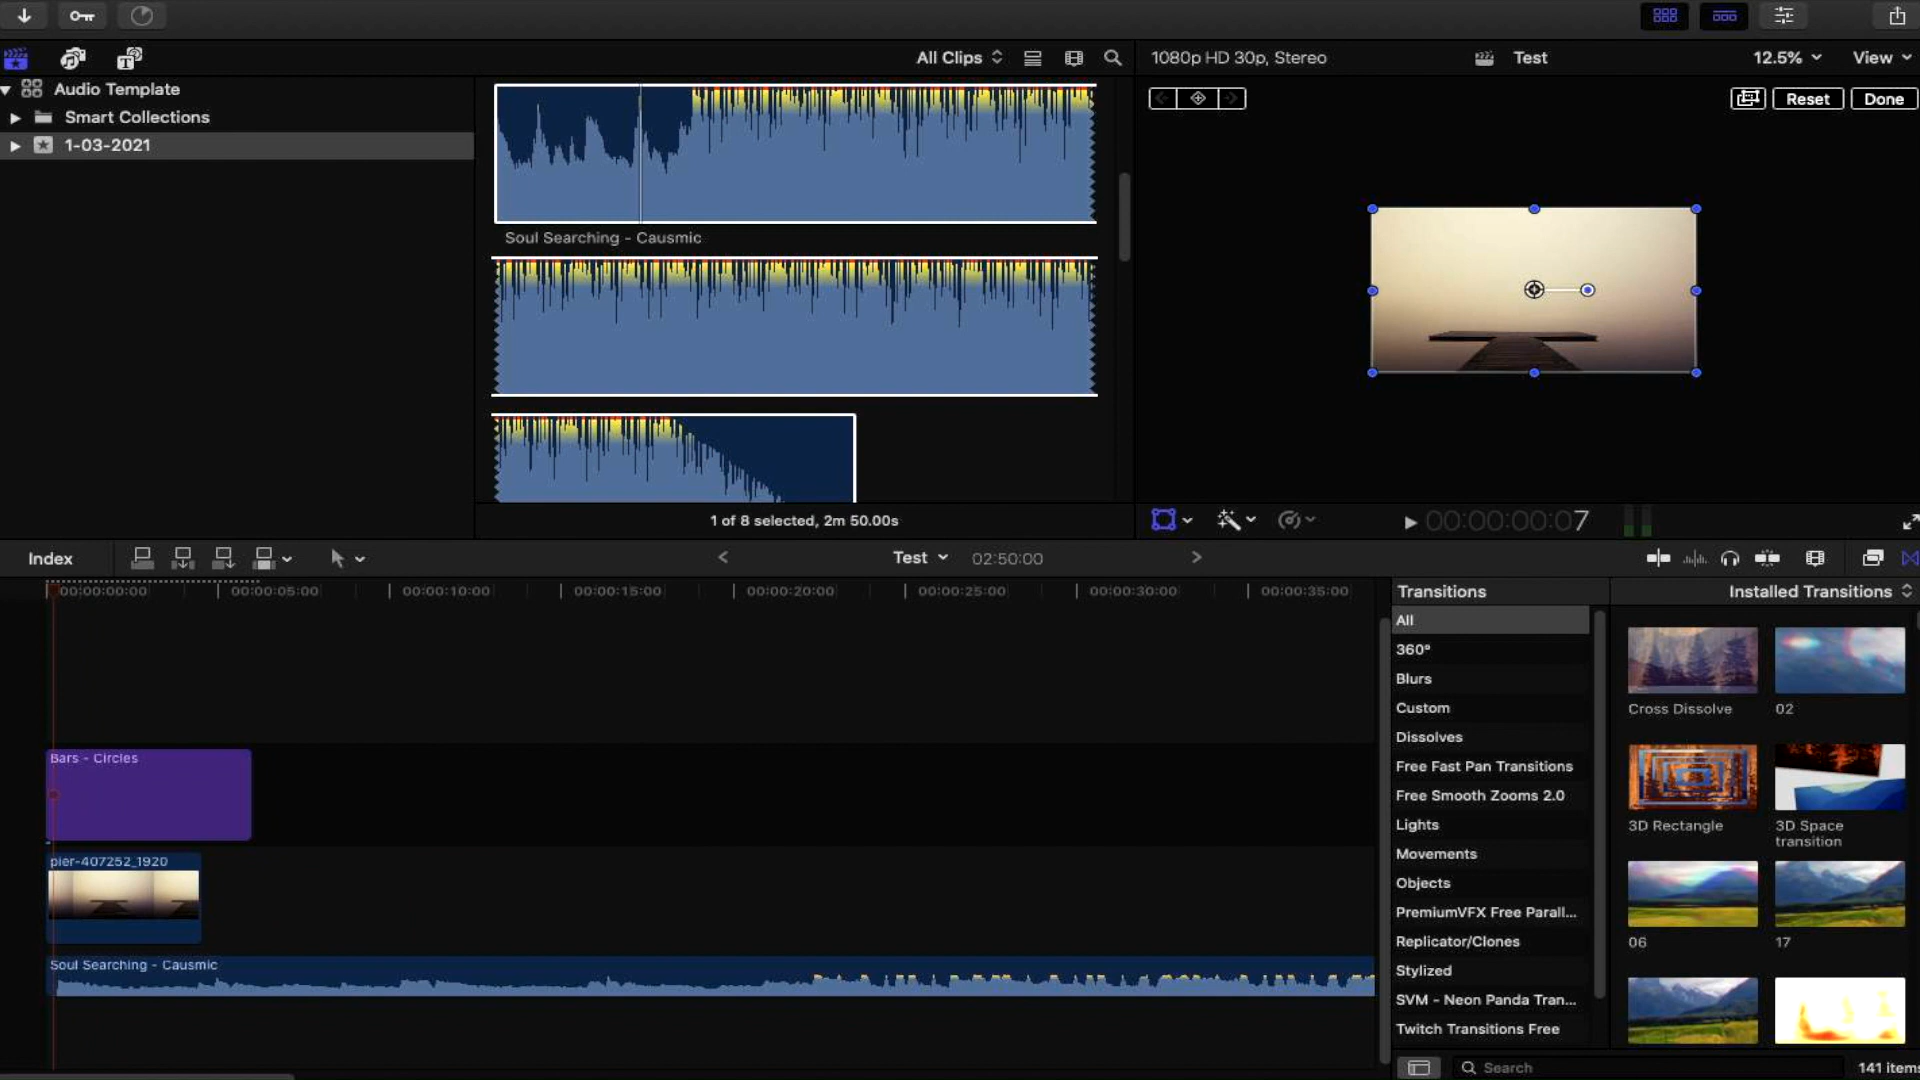 All Clips
1080p HD 30p, Stereo
Test
12.5%
View
Audio Template
Smart Collections
1-03-2021
Reset
Done
Soul Searching - Causmic
1 of 8 selected, 2m 50.00s
00:00:00:07
Index
Test
02:50:00
00:00:00:00
00:00:05:00
00:00:10:00
00:00:15:00
00:00:20:00
00:00:25:00
00:00:30:00
00:00:35:00
Transitions
Installed Transitions
All
360°
Blurs
Custom
Dissolves
Free Fast Pan Transitions
Free Smooth Zooms 2.0
Lights
Movements
Objects
PremiumVFX Free Parall...
Replicator/Clones
Stylized
SVM - Neon Panda Tran...
Twitch Transitions Free
Cross Dissolve
02
3D Rectangle
3D Space
transition
06
17
Bars - Circles
pier-407252_1920
Soul Searching - Causmic
Search
141 items